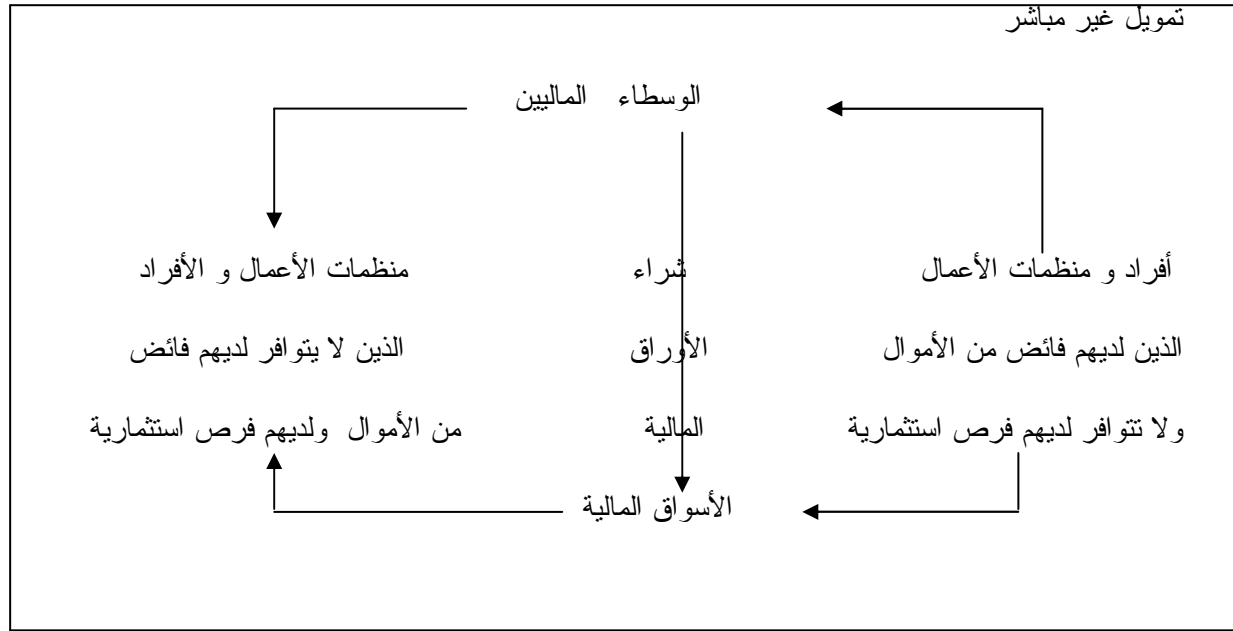 تمويل غير مباشر
الوسطاء الماليين
أفراد و منظمات الأعمال
الذين لديهم فائض من الأموال
ولا تتوافر لديهم فرص استثمارية
شراء
الأوراق
المالية
منظمات الأعمال و الأفراد
الذين لا يتوافر لديهم فائض
من الأموال ولديهم فرص استثمارية
الأسواق المالية